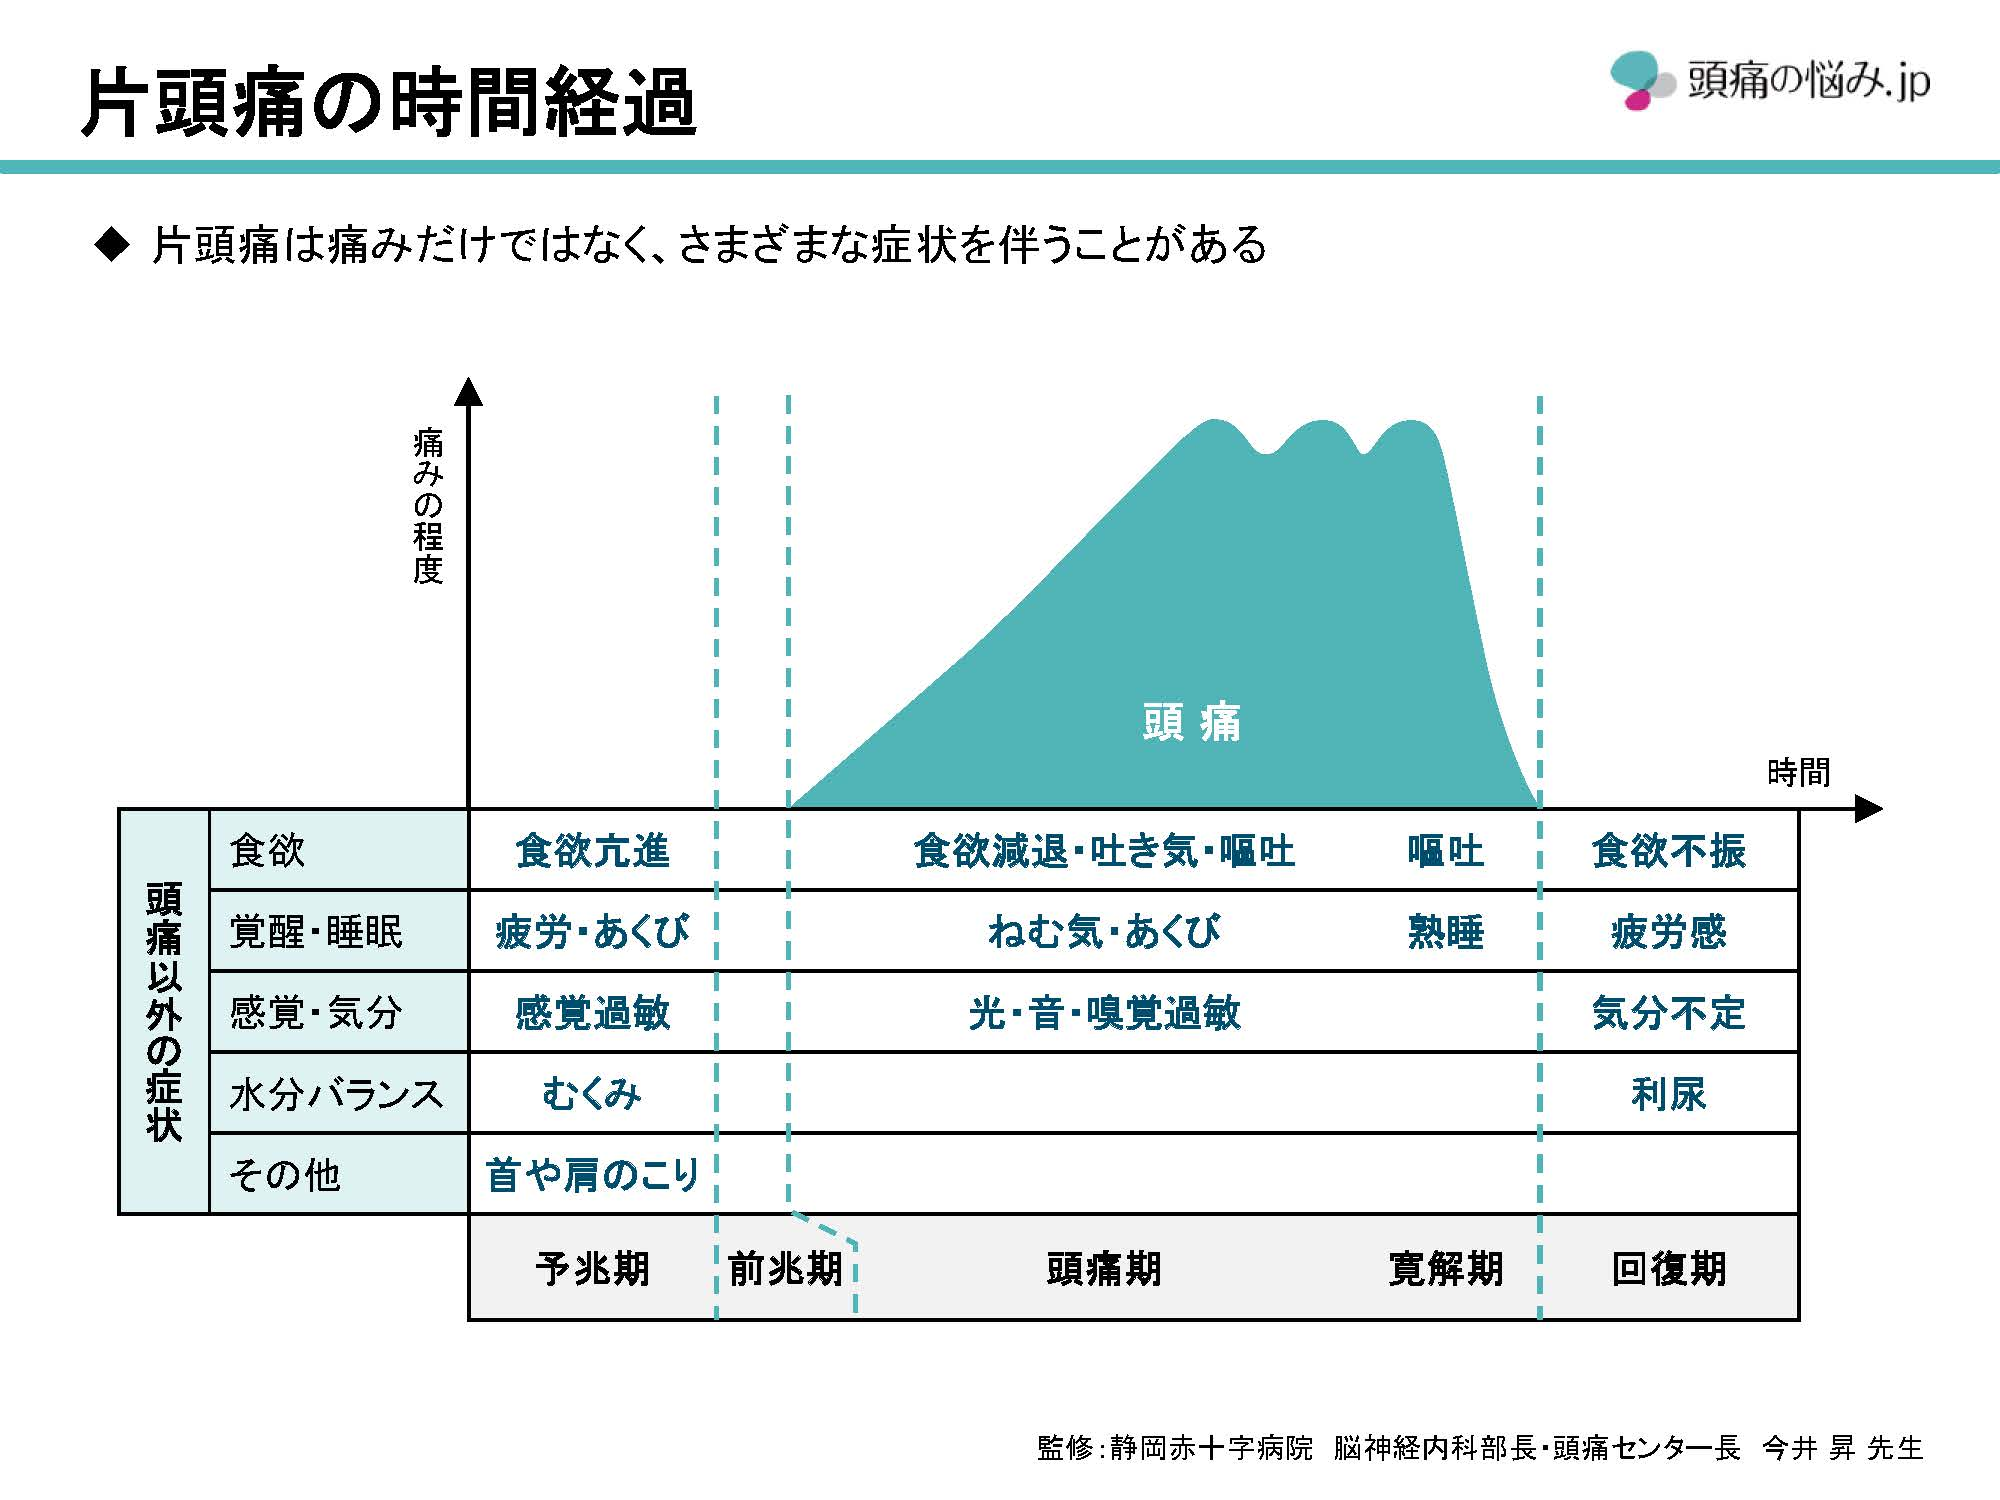 片頭痛の時間経過
頭痛の悩み.jp
◆ 片頭痛は痛みだけではなく、さまざまな症状を伴うことがある
痛みの程度
頭 痛
時間
頭痛以外の症状
食欲 食欲亢進 食欲減退・吐き気・嘔吐 嘔吐 食欲不振
覚醒・睡眠 疲労・あくび ねむ気・あくび 熟睡 疲労感
感覚・気分 感覚過敏 光・音・嗅覚過敏 気分不定
水分バランス むくみ 利尿
その他 首や肩のこり
予兆期 前兆期 頭痛期 寛解期 回復期
監修：静岡赤十字病院　脳神経内科部長・頭痛センター長　今井 昇 先生